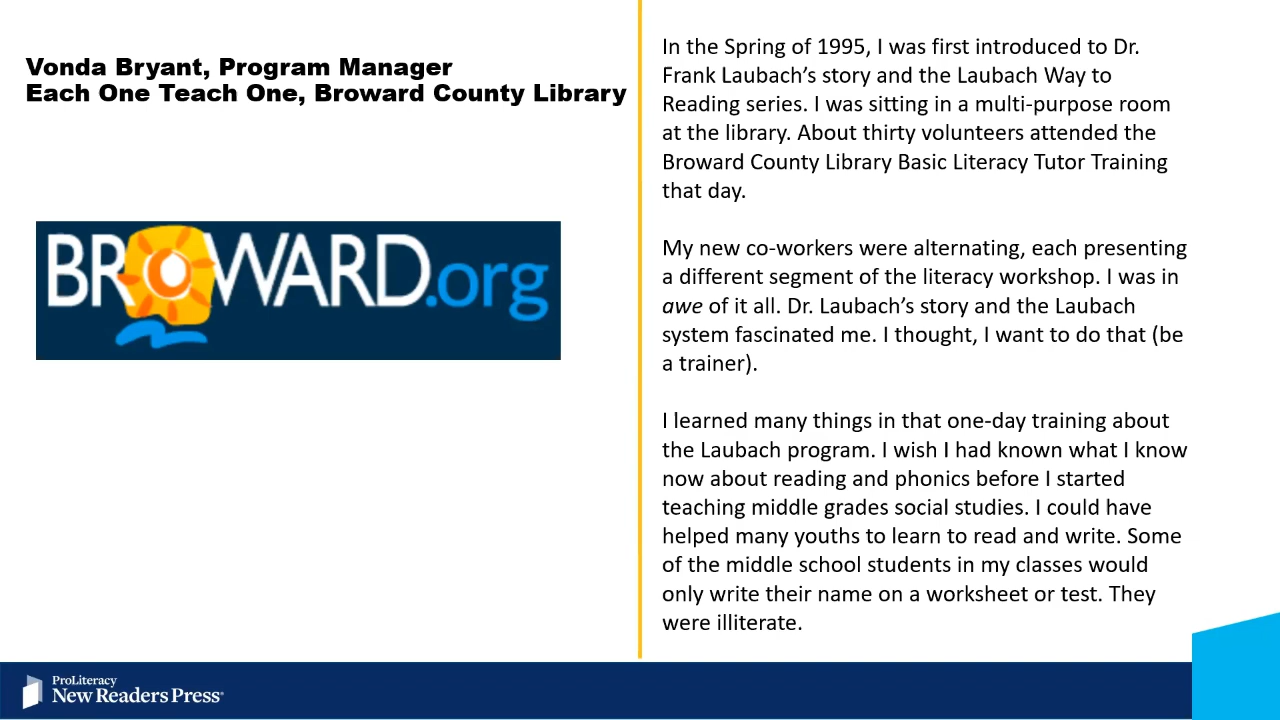 Vonda Bryant, Program Manager
Each One Teach One, Broward County Library
BROWARD.org
In the Spring of 1995, I was first introduced to Dr.
Frank Laubach’s story and the Laubach Way to
Reading series. I was sitting in a multi-purpose room
at the library. About thirty volunteers attended the
Broward County Library Basic Literacy Tutor Training
that day.
My new co-workers were alternating, each presenting
a different segment of the literacy workshop. I was in
awe of it all. Dr. Laubach’s story and the Laubach
system fascinated me. I thought, I want to do that (be
a trainer).
I learned many things in that one-day training about
the Laubach program. I wish I had known what I know
now about reading and phonics before I started
teaching middle grades social studies. I could have
helped many youths to learn to read and write. Some
of the middle school students in my classes would
only write their name on a worksheet or test. They
were illiterate.
ProLiteracy
New Readers Press